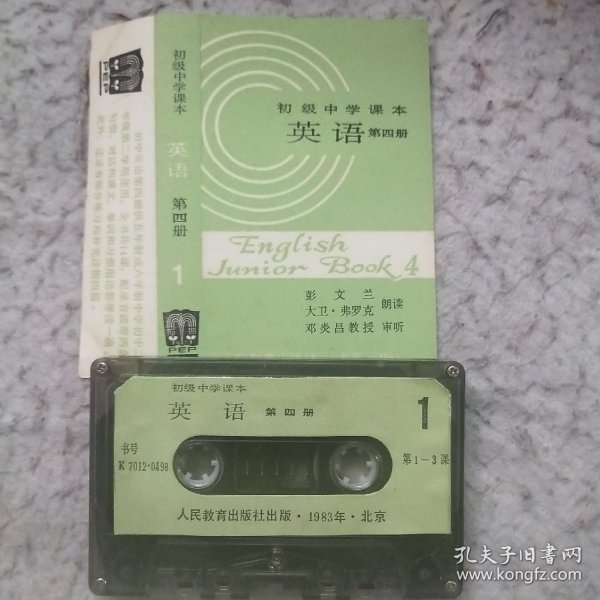 PEP
初级中学课本
英语
第四册
1
初级中学课本
英语 第四册
English
Junior Book 4
彭文兰
大卫·弗罗克 朗读
邓炎昌教授 审听
PEP
初级中学课本
英语 第四册
1
书号
K 7012·0498
第1-3课
人民教育出版社出版·1983年·北京
孔夫子旧书网
www.kongfz.com